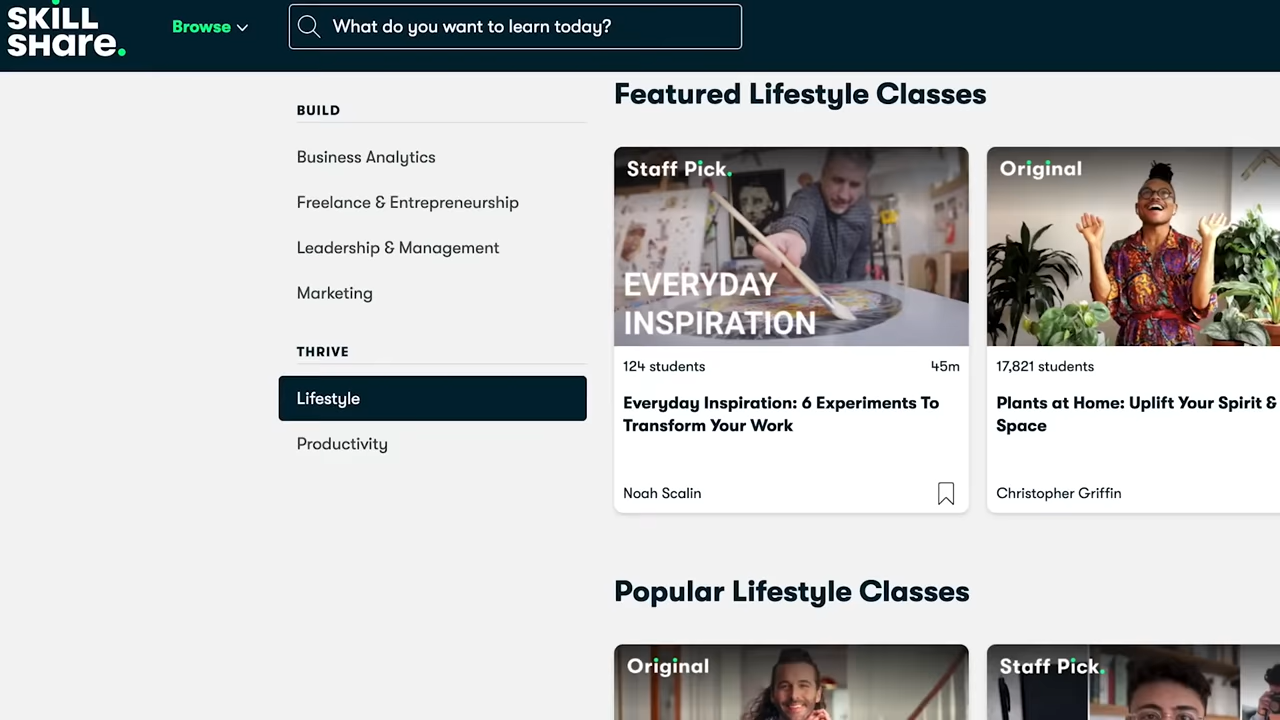 SKILL
SHare.
Browse
What do you want to learn today?
BUILD
Business Analytics
Freelance & Entrepreneurship
Leadership & Management
Marketing
THRIVE
Lifestyle
Productivity
Featured Lifestyle Classes
Staff Pick.
EVERYDAY
INSPIRATION
124 students
45m
Everyday Inspiration: 6 Experiments To
Transform Your Work
Noah Scalin
Original
17,821 students
Plants at Home: Uplift Your Spirit &
Space
Christopher Griffin
Popular Lifestyle Classes
Original
Staff Pick.